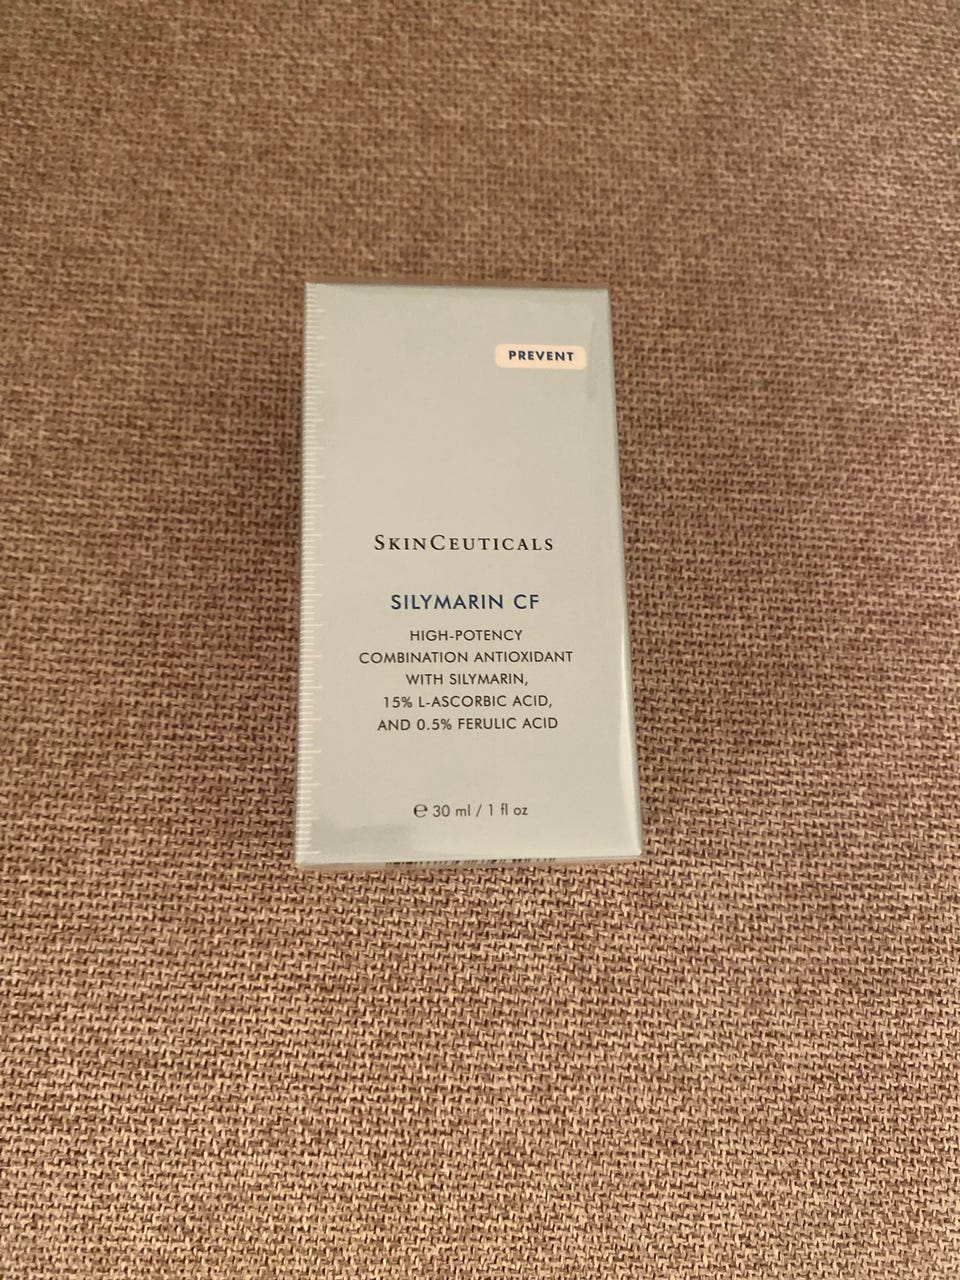 PREVENT
SKINCEUTICALS
SILYMARIN CF
HIGH-POTENCY
COMBINATION ANTIOXIDANT
WITH SILYMARIN,
15% L-ASCORBIC ACID,
AND 0.5% FERULIC ACID
℮ 30 ml / 1 fl oz